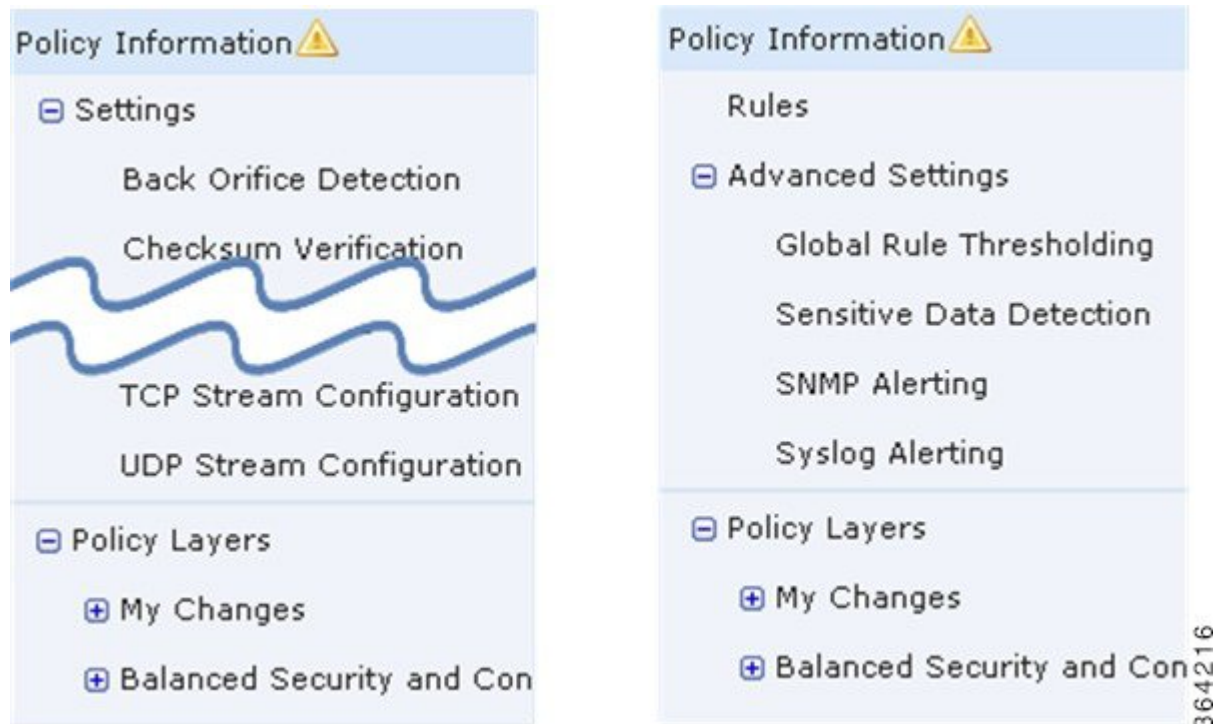 Policy Information
Settings
Back Orifice Detection
Checksum Verification
TCP Stream Configuration
UDP Stream Configuration
Policy Layers
My Changes
Balanced Security and Con
Policy Information
Rules
Advanced Settings
Global Rule Thresholding
Sensitive Data Detection
SNMP Alerting
Syslog Alerting
Policy Layers
My Changes
Balanced Security and Con
364216